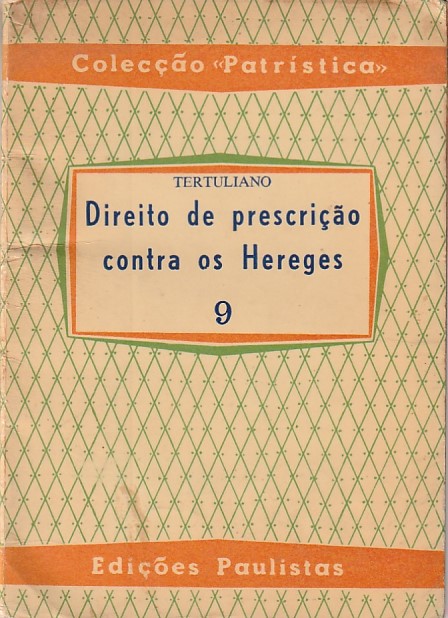 Colecção «Patrística»
TERTULIANO
Direito de prescrição
contra os Hereges
9
Edições Paulistas